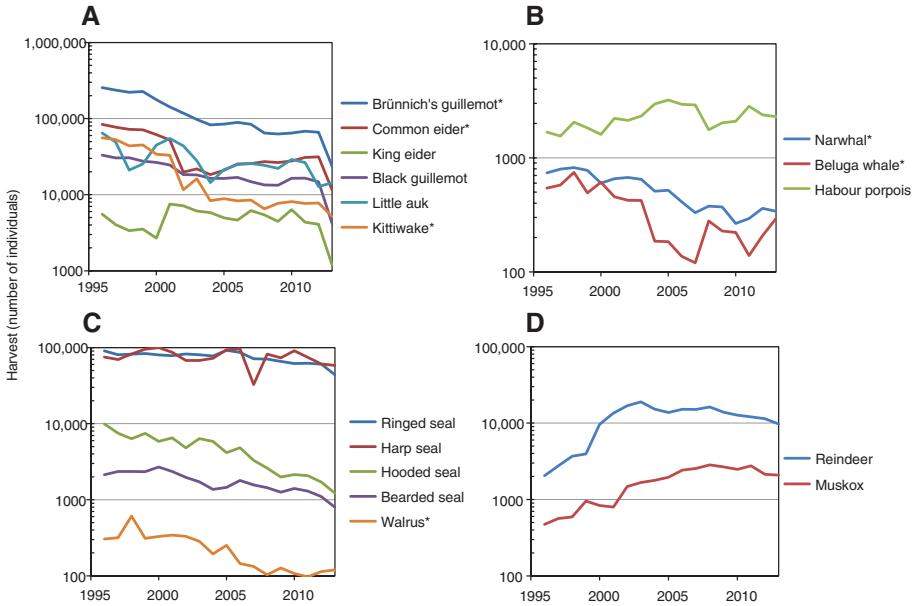 A
1,000,000
100,000
10,000
1000
1995
2000
2005
2010
Brünnich's guillemot*
Common eider*
King eider
Black guillemot
Little auk
Kittiwake*
B
10,000
1000
100
1995
2000
2005
2010
Narwhal*
Beluga whale*
Habour porpois
Harvest (number of individuals)
C
100,000
10,000
1000
100
1995
2000
2005
2010
Ringed seal
Harp seal
Hooded seal
Bearded seal
Walrus*
D
100,000
10,000
1000
100
1995
2000
2005
2010
Reindeer
Muskox